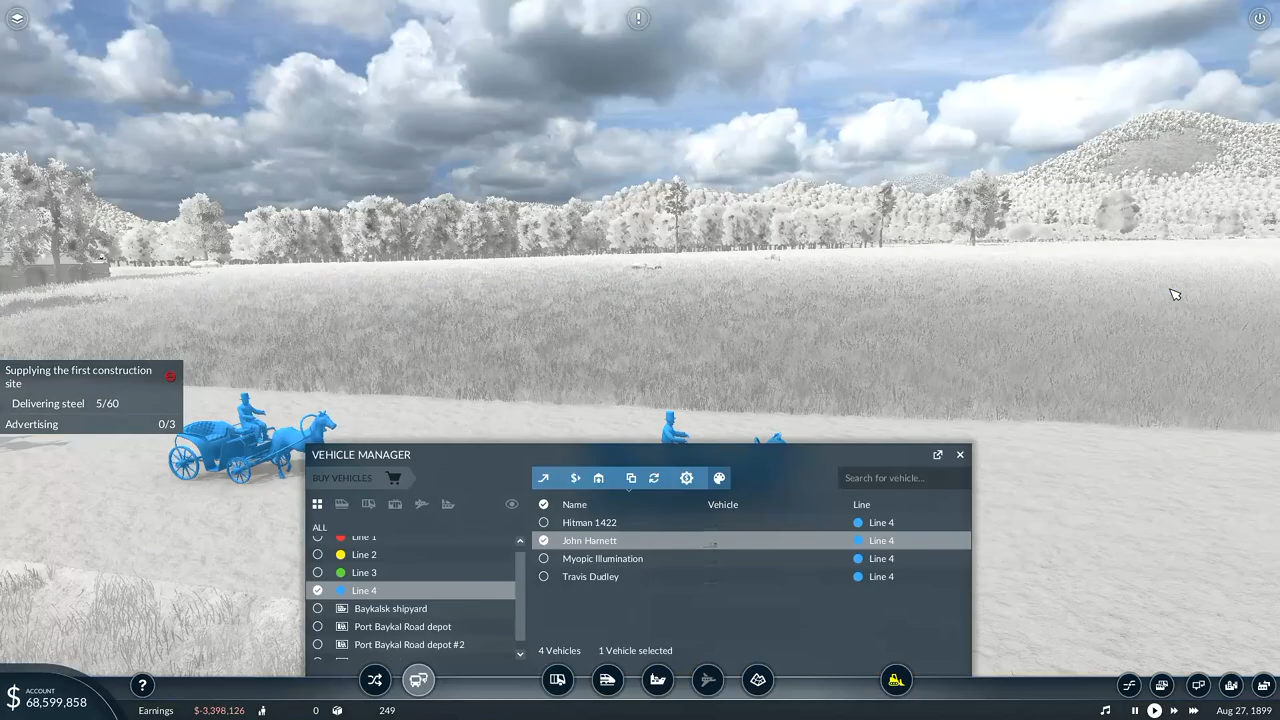 Supplying the first construction
site
Delivering steel 5/60
Advertising 0/3
VEHICLE MANAGER
BUY VEHICLES
Search for vehicle...
ALL
Name Vehicle Line
Line 1
Line 2
Line 3
Line 4
Baykalsk shipyard
Port Baykal Road depot
Port Baykal Road depot #2
Hitman 1422 Line 4
John Harnett Line 4
Myopic Illumination Line 4
Travis Dudley Line 4
4 Vehicles 1 Vehicle selected
$ ACCOUNT
68,599,858
?
Earnings $-3,398,126 0 249
Aug 27, 1899